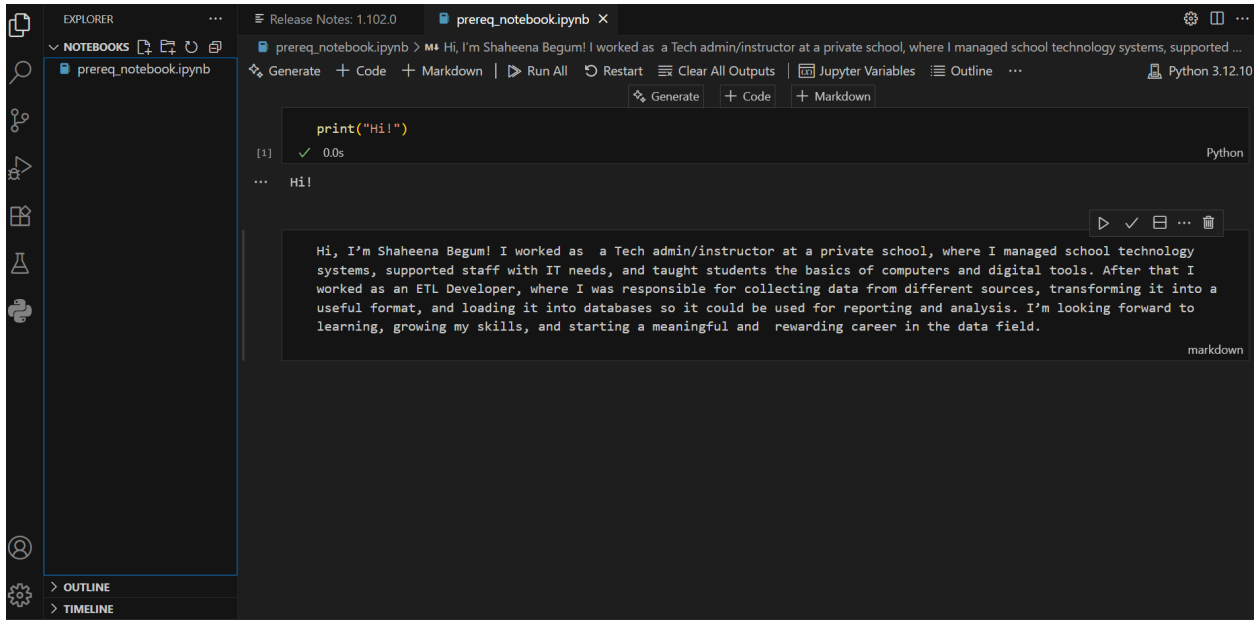 EXPLORER ...
Release Notes: 1.102.0
prereq_notebook.ipynb
NOTEBOOKS
prereq_notebook.ipynb
prereq_notebook.ipynb > M↓ Hi, I'm Shaheena Begum! I worked as  a Tech admin/instructor at a private school, where I managed school technology systems, supported ...
Generate + Code + Markdown | Run All Restart Clear All Outputs | Jupyter Variables Outline ... Python 3.12.10
Generate + Code + Markdown
print("Hi!")
[1] ✓ 0.0s Python
... Hi!
Hi, I’m Shaheena Begum! I worked as  a Tech admin/instructor at a private school, where I managed school technology
systems, supported staff with IT needs, and taught students the basics of computers and digital tools. After that I
worked as an ETL Developer, where I was responsible for collecting data from different sources, transforming it into a
useful format, and loading it into databases so it could be used for reporting and analysis. I’m looking forward to
learning, growing my skills, and starting a meaningful and  rewarding career in the data field.
markdown
OUTLINE
TIMELINE